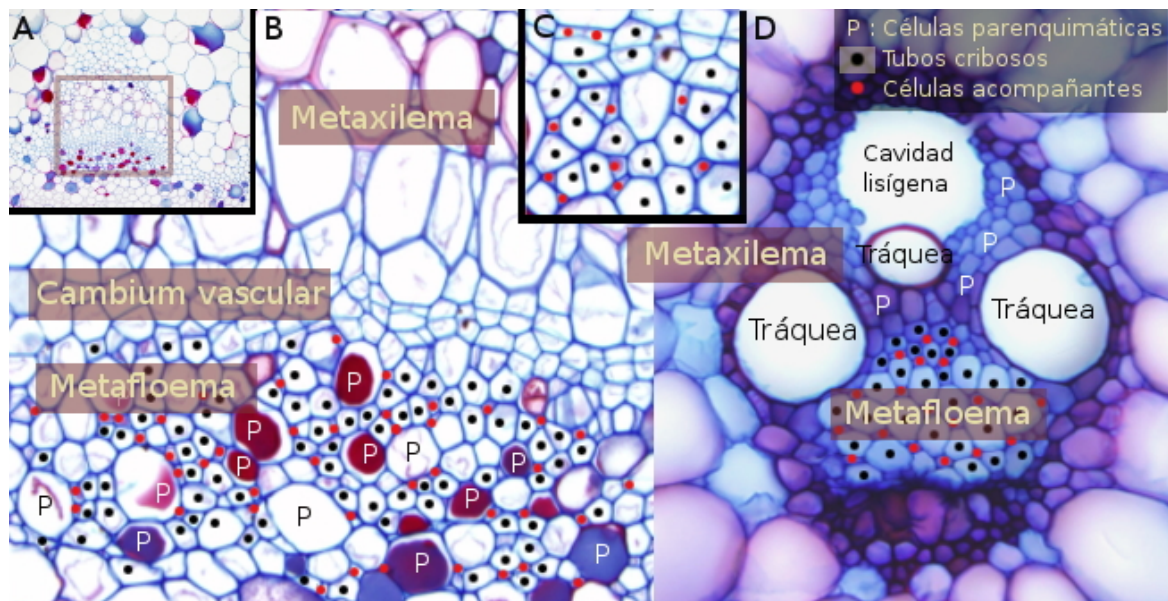 A
B
C
D
P : Células parenquimáticas
Tubos cribosos
Células acompañantes
Metaxilema
Cavidad
lisígena
P
P
Metaxilema
Tráquea
P
P
Cambium vascular
Tráquea
Tráquea
Metafloema
P
Metafloema
P
P
P
P
P
P
P
P
P
P
P
P
P